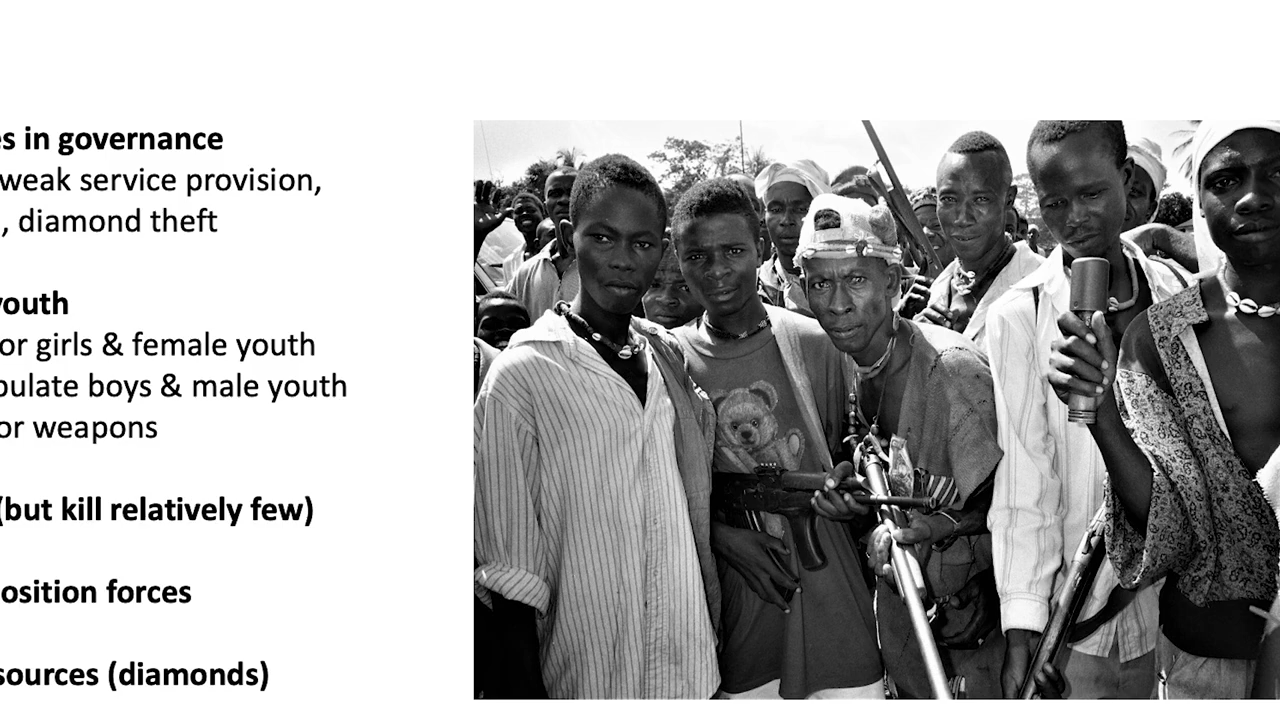 es in governance
weak service provision,
, diamond theft
youth
or girls & female youth
pulate boys & male youth
or weapons
(but kill relatively few)
osition forces
sources (diamonds)